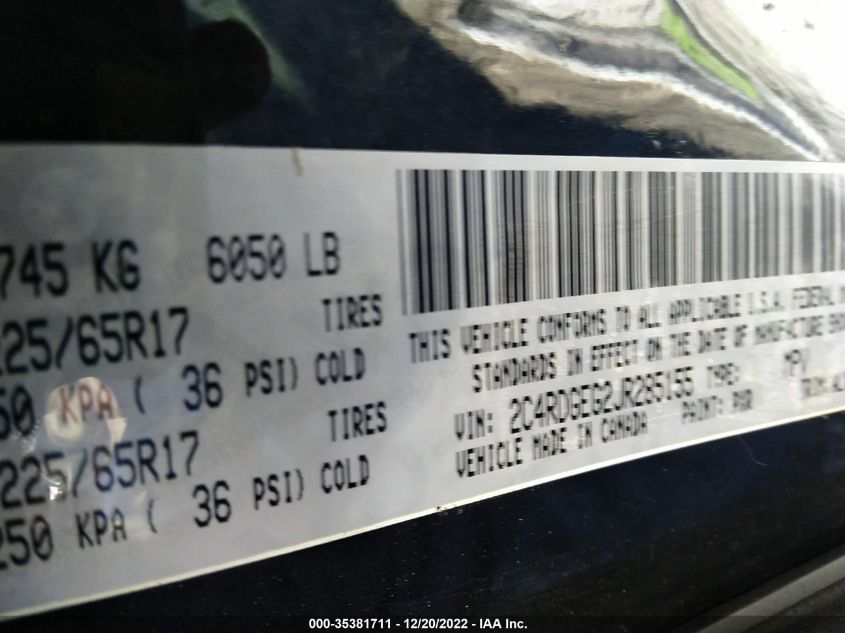 745 KG 6050 LB
225/65R17 TIRES
50 KPA ( 36 PSI) COLD
225/65R17 TIRES
250 KPA ( 36 PSI) COLD
THIS VEHICLE CONFORMS TO ALL APPLICABLE U.S.A. FEDERAL
STANDARDS IN EFFECT ON THE DATE OF MANUFACTURE
VIN: 2C4RDGEG2JR285155 TYPE: MPV
VEHICLE MADE IN CANADA PAINT: PXR
000-35381711 - 12/20/2022 - IAA Inc.